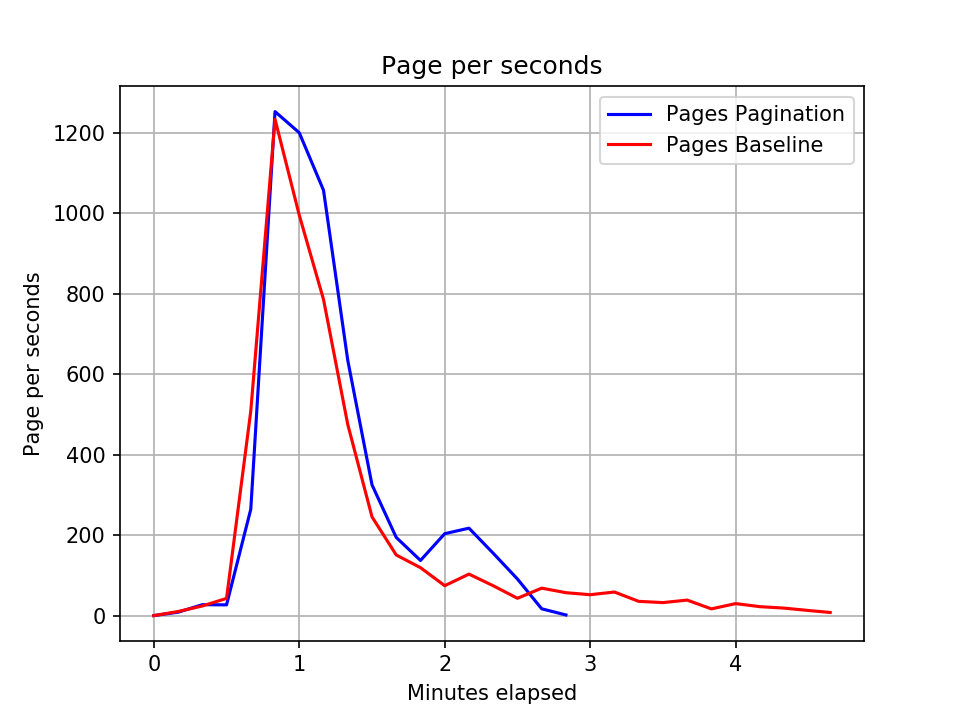 Page per seconds
Pages Pagination
Pages Baseline
1200
1000
800
600
400
200
0
Page per seconds
0 1 2 3 4
Minutes elapsed